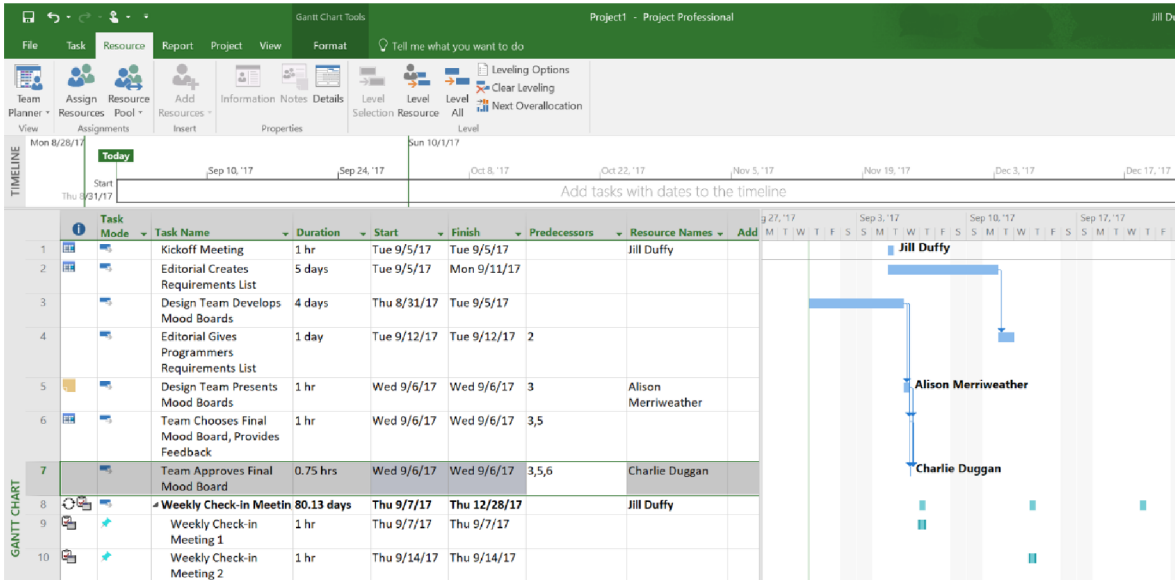 Gantt Chart Tools
Project1 - Project Professional
Jill
File Task Resource Report Project View Format Tell me what you want to do
Team Planner
Assign Resources
Resource Pool
Add Resources
Information
Notes
Details
Level Selection
Level Resource
Level All
Leveling Options
Clear Leveling
Next Overallocation
View
Assignments
Insert
Properties
Level
TIMELINE
Mon 8/28/17
Sun 10/1/17
Today
Sep 10, '17 Sep 24, '17 Oct 8, '17 Oct 22, '17 Nov 5, '17 Nov 19, '17 Dec 3, '17 Dec 17, '17
Start
Thu 8/31/17
Add tasks with dates to the timeline
Task Mode Task Name Duration Start Finish Predecessors Resource Names Add
g 27, '17 Sep 3, '17 Sep 10, '17 Sep 17, '17
M T W T F S S M T W T F S S M T W T F S S M T W T F
1 Kickoff Meeting 1 hr Tue 9/5/17 Tue 9/5/17 Jill Duffy
Jill Duffy
2 Editorial Creates 5 days Tue 9/5/17 Mon 9/11/17
Requirements List
3 Design Team Develops 4 days Thu 8/31/17 Tue 9/5/17
Mood Boards
4 Editorial Gives 1 day Tue 9/12/17 Tue 9/12/17 2
Programmers
Requirements List
5 Design Team Presents 1 hr Wed 9/6/17 Wed 9/6/17 3 Alison
Mood Boards Merriweather
Alison Merriweather
6 Team Chooses Final 1 hr Wed 9/6/17 Wed 9/6/17 3,5
Mood Board, Provides
Feedback
7 Team Approves Final 0.75 hrs Wed 9/6/17 Wed 9/6/17 3,5,6 Charlie Duggan
Mood Board
Charlie Duggan
GANTT CHART
8 Weekly Check-in Meetin 80.13 days Thu 9/7/17 Thu 12/28/17 Jill Duffy
9 Weekly Check-in 1 hr Thu 9/7/17 Thu 9/7/17
Meeting 1
10 Weekly Check-in 1 hr Thu 9/14/17 Thu 9/14/17
Meeting 2